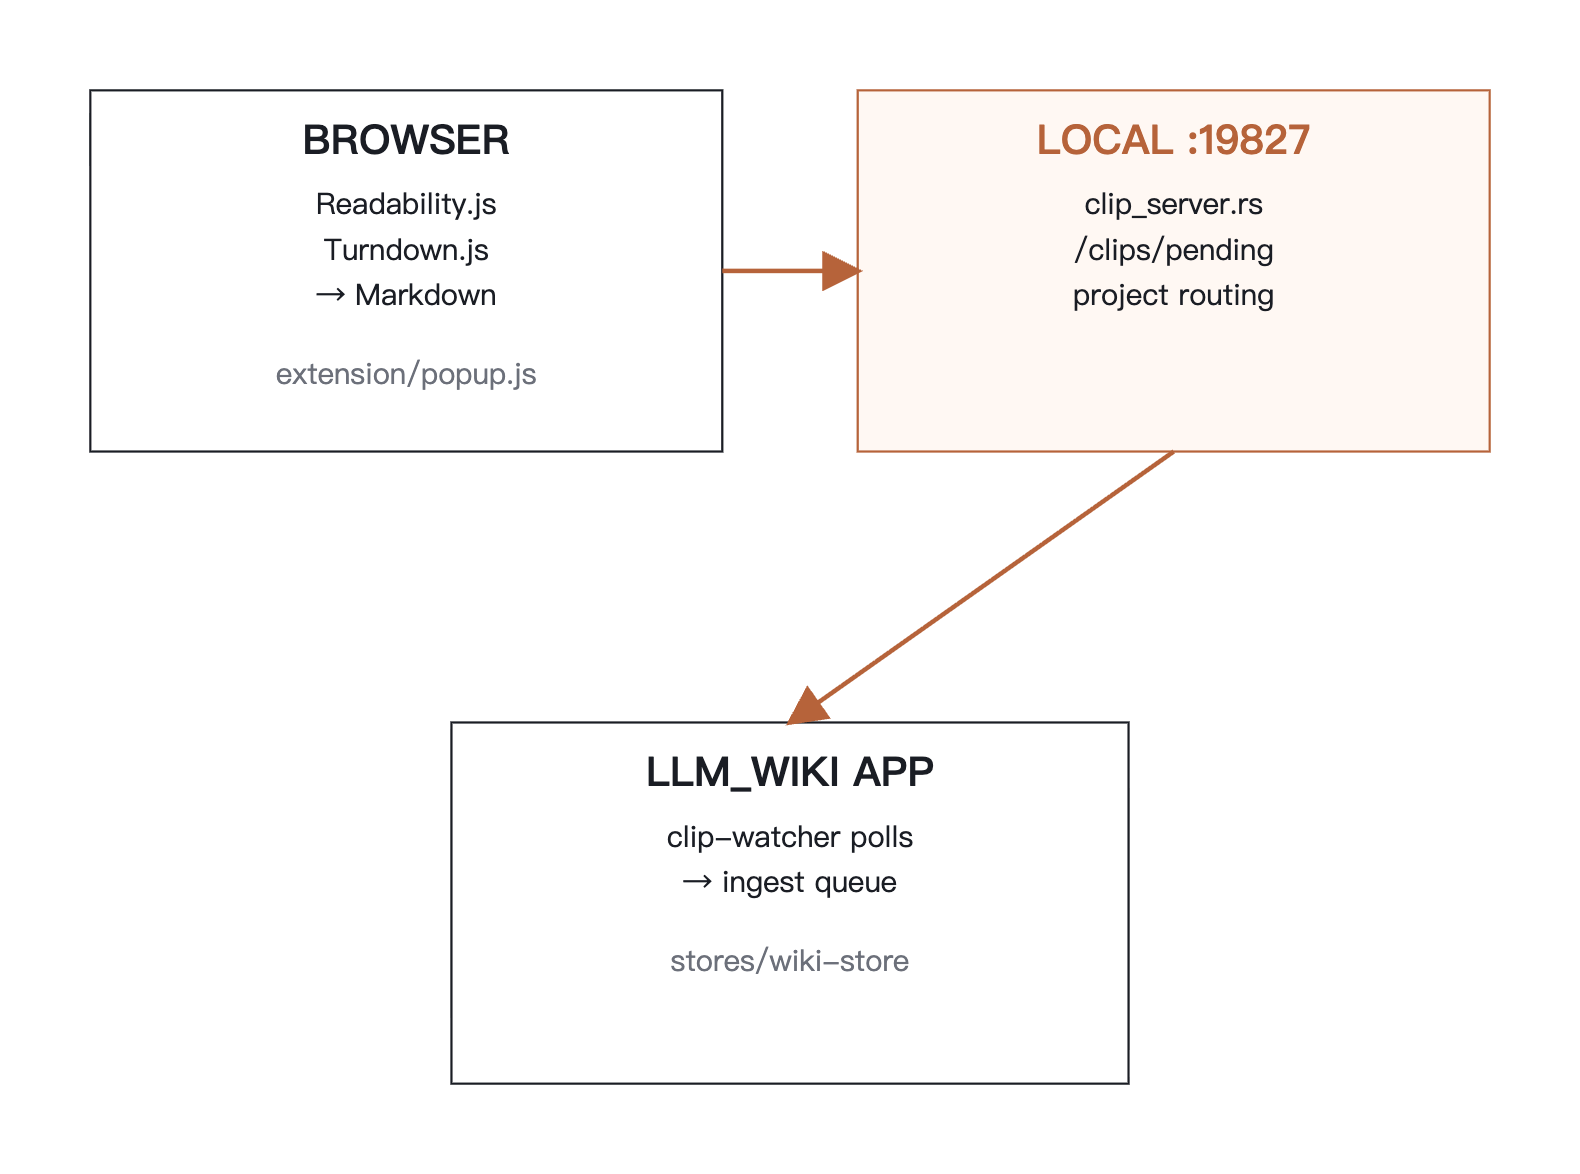 BROWSER
Readability.js
Turndown.js
→ Markdown
extension/popup.js
LOCAL :19827
clip_server.rs
/clips/pending
project routing
LLM_WIKI APP
clip-watcher polls
→ ingest queue
stores/wiki-store